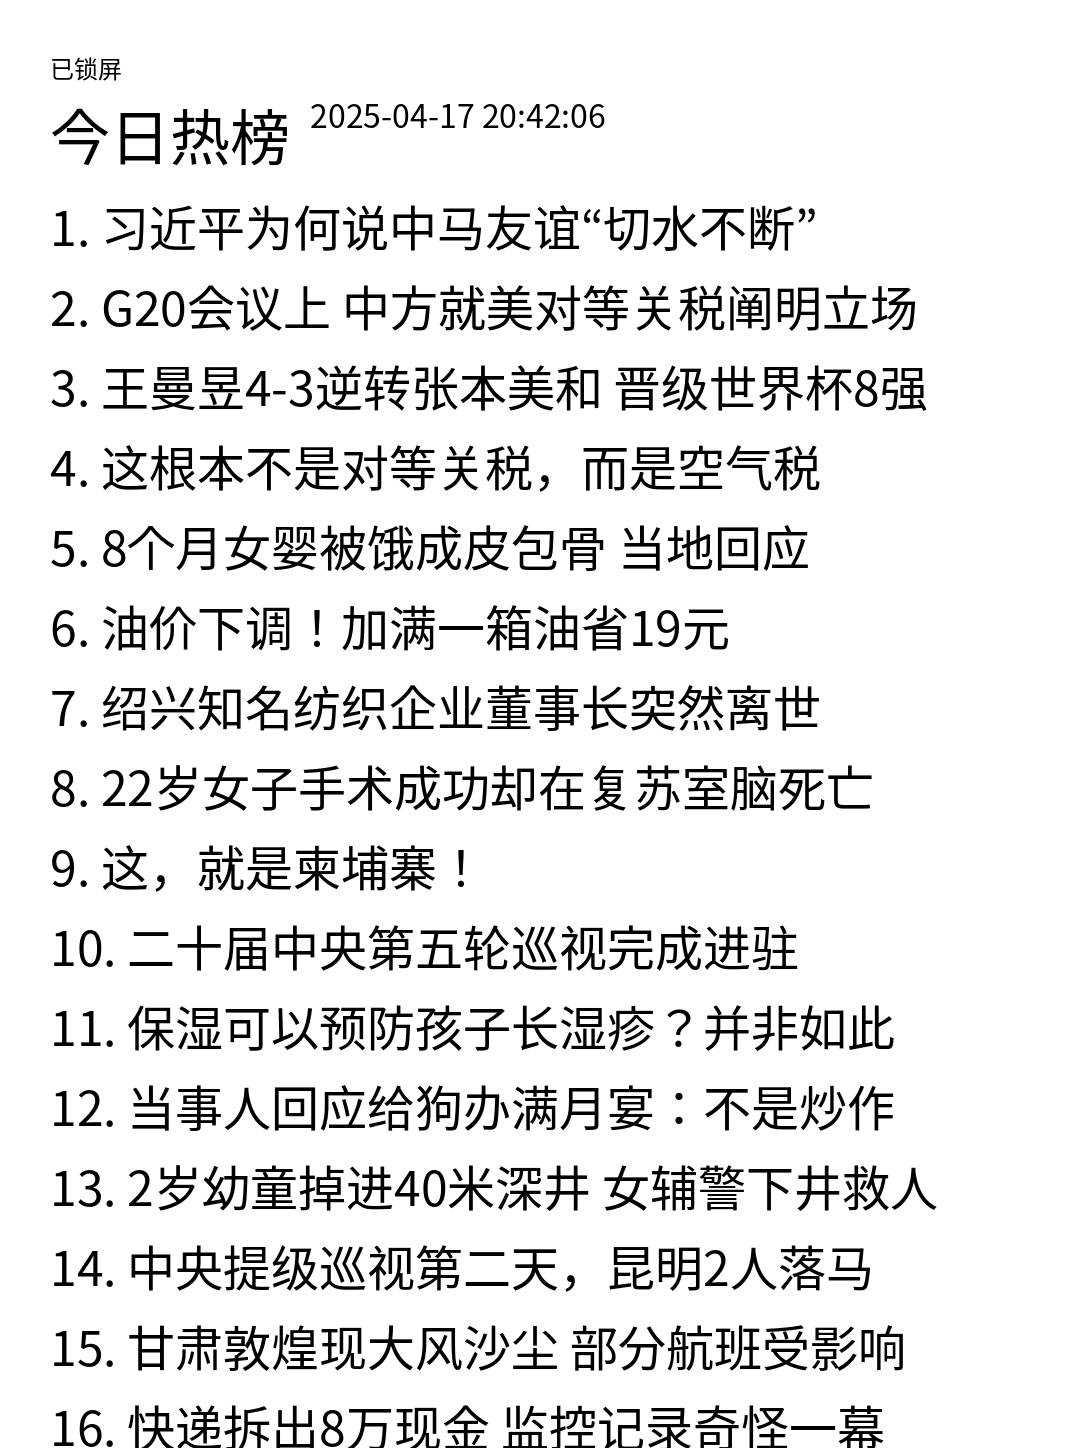 已锁屏
今日热榜 2025-04-17 20:42:06
1. 习近平为何说中马友谊“切水不断”
2. G20会议上 中方就美对等关税阐明立场
3. 王曼昱4-3逆转张本美和 晋级世界杯8强
4. 这根本不是对等关税，而是空气税
5. 8个月女婴被饿成皮包骨 当地回应
6. 油价下调！加满一箱油省19元
7. 绍兴知名纺织企业董事长突然离世
8. 22岁女子手术成功却在复苏室脑死亡
9. 这，就是柬埔寨！
10. 二十届中央第五轮巡视完成进驻
11. 保湿可以预防孩子长湿疹？并非如此
12. 当事人回应给狗办满月宴：不是炒作
13. 2岁幼童掉进40米深井 女辅警下井救人
14. 中央提级巡视第二天，昆明2人落马
15. 甘肃敦煌现大风沙尘 部分航班受影响
16. 快递拆出8万现金 监控记录奇怪一幕